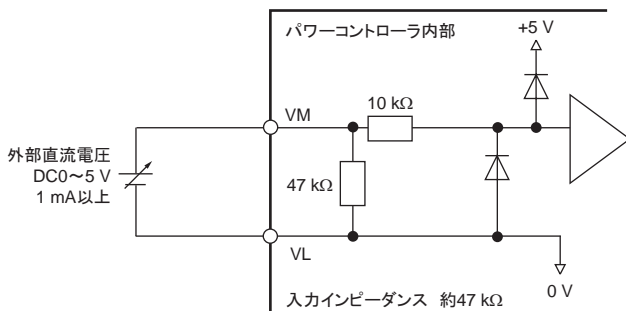 パワーコントローラ内部
+5 V
VM
10 kΩ
外部直流電圧
DC0～5 V
1 mA以上
47 kΩ
VL
0 V
入力インピーダンス 約47 kΩ